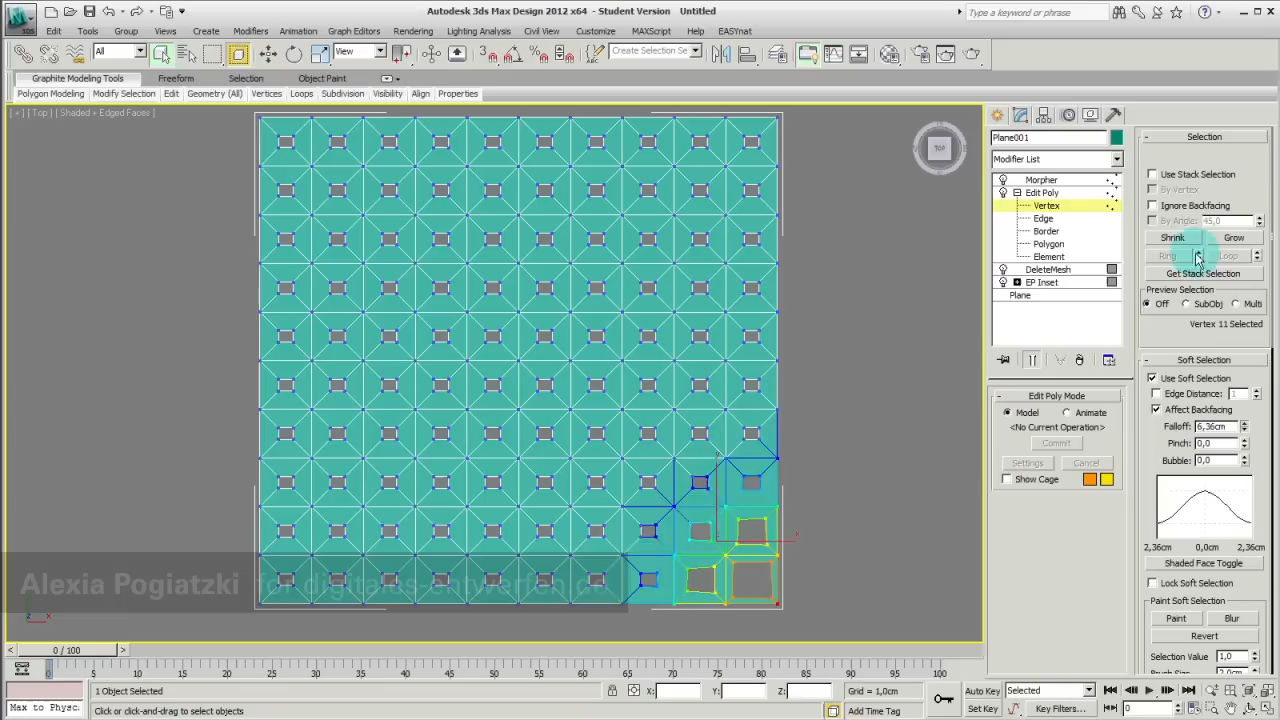 Autodesk 3ds Max Design 2012 x64 - Student Version Untitled
Type a keyword or phrase
Edit Tools Group Views Create Modifiers Animation Graph Editors Rendering Lighting Analysis Civil View Customize MAXScript Help EASYnat
All View Create Selection Se
Graphite Modeling Tools Freeform Selection Object Paint
Polygon Modeling Modify Selection Edit Geometry (All) Vertices Loops Subdivision Visibility Align Properties
[ + ] [ Top ] [ Shaded + Edged Faces ]
TOP
Plane001
Modifier List
Morpher
Edit Poly
Vertex
Edge
Border
Polygon
Element
DeleteMesh
EP Inset
Plane
Edit Poly Mode
Model Animate
<No Current Operation>
Commit
Settings Cancel
Show Cage
Selection
Use Stack Selection
By Vertex
Ignore Backfacing
By Angle: 45,0
Shrink Grow
Ring Loop
Get Stack Selection
Preview Selection
Off SubObj Multi
Vertex 11 Selected
Soft Selection
Use Soft Selection
Edge Distance: 1
Affect Backfacing
Falloff: 6,36cm
Pinch: 0,0
Bubble: 0,0
2,36cm 0,0cm 2,36cm
Shaded Face Toggle
Lock Soft Selection
Paint Soft Selection
Paint Blur
Revert
Selection Value 1,0
Brush Size 2,0cm
Alexia Pogiatzki for digitales-entwerfen.de
0 / 100
0 5 10 15 20 25 30 35 40 45 50 55 60 65 70 75 80 85 90 95 100
1 Object Selected X: Y: Z: Grid = 1,0cm Auto Key Selected
Max to Physc Click or click-and-drag to select objects Add Time Tag Set Key Key Filters... 0